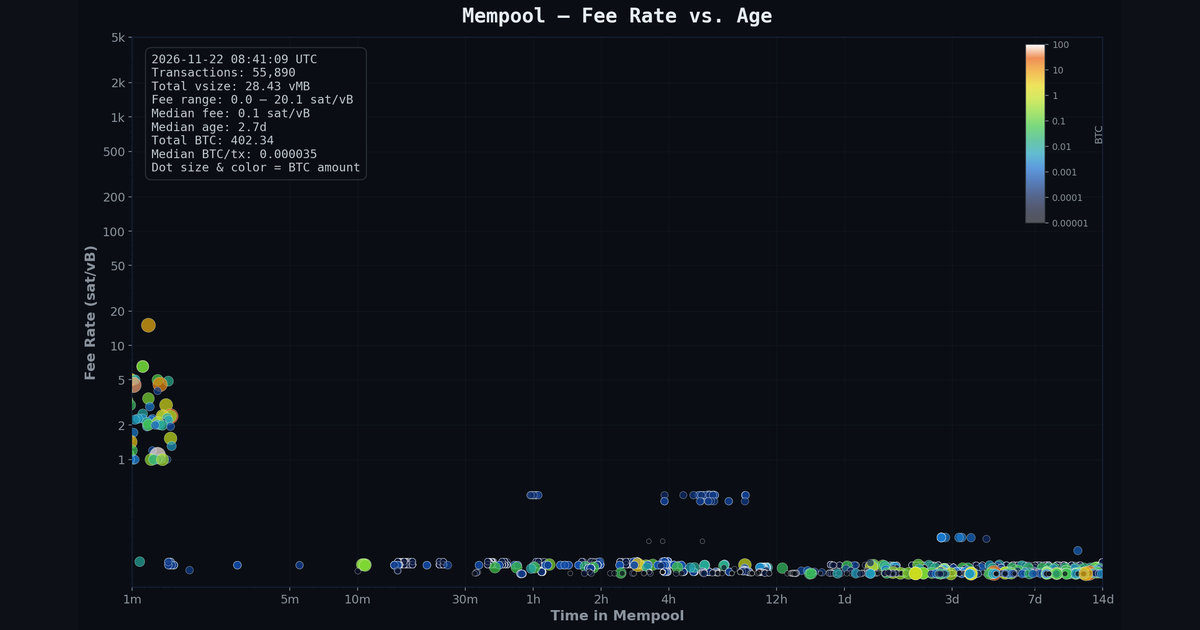 Mempool — Fee Rate vs. Age
2026-11-22 08:41:09 UTC
Transactions: 55,890
Total vsize: 28.43 vMB
Fee range: 0.0 – 20.1 sat/vB
Median fee: 0.1 sat/vB
Median age: 2.7d
Total BTC: 402.34
Median BTC/tx: 0.000035
Dot size & color = BTC amount
100
10
1
0.1
0.01
0.001
0.0001
0.00001
BTC
Fee Rate (sat/vB)
5k
2k
1k
500
200
100
50
20
10
5
2
1
1m 5m 10m 30m 1h 2h 4h 12h 1d 3d 7d 14d
Time in Mempool